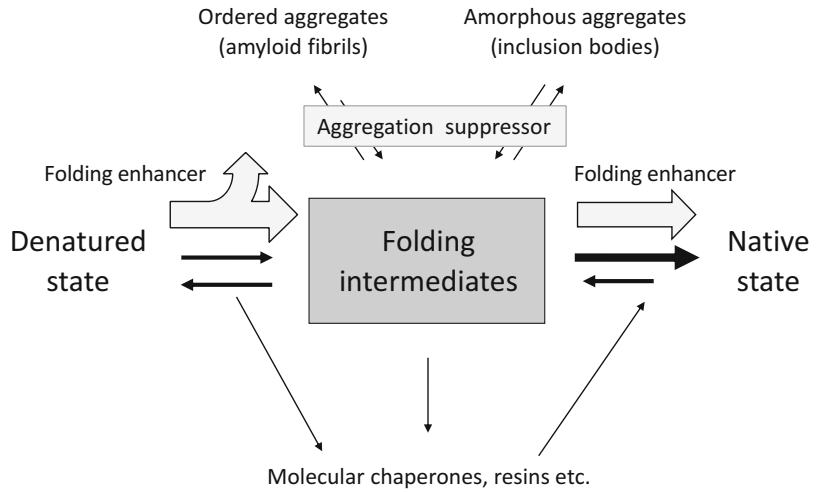 Ordered aggregates
(amyloid fibrils)
Amorphous aggregates
(inclusion bodies)
Aggregation suppressor
Folding enhancer
Folding enhancer
Denatured
state
Folding
intermediates
Native
state
Molecular chaperones, resins etc.